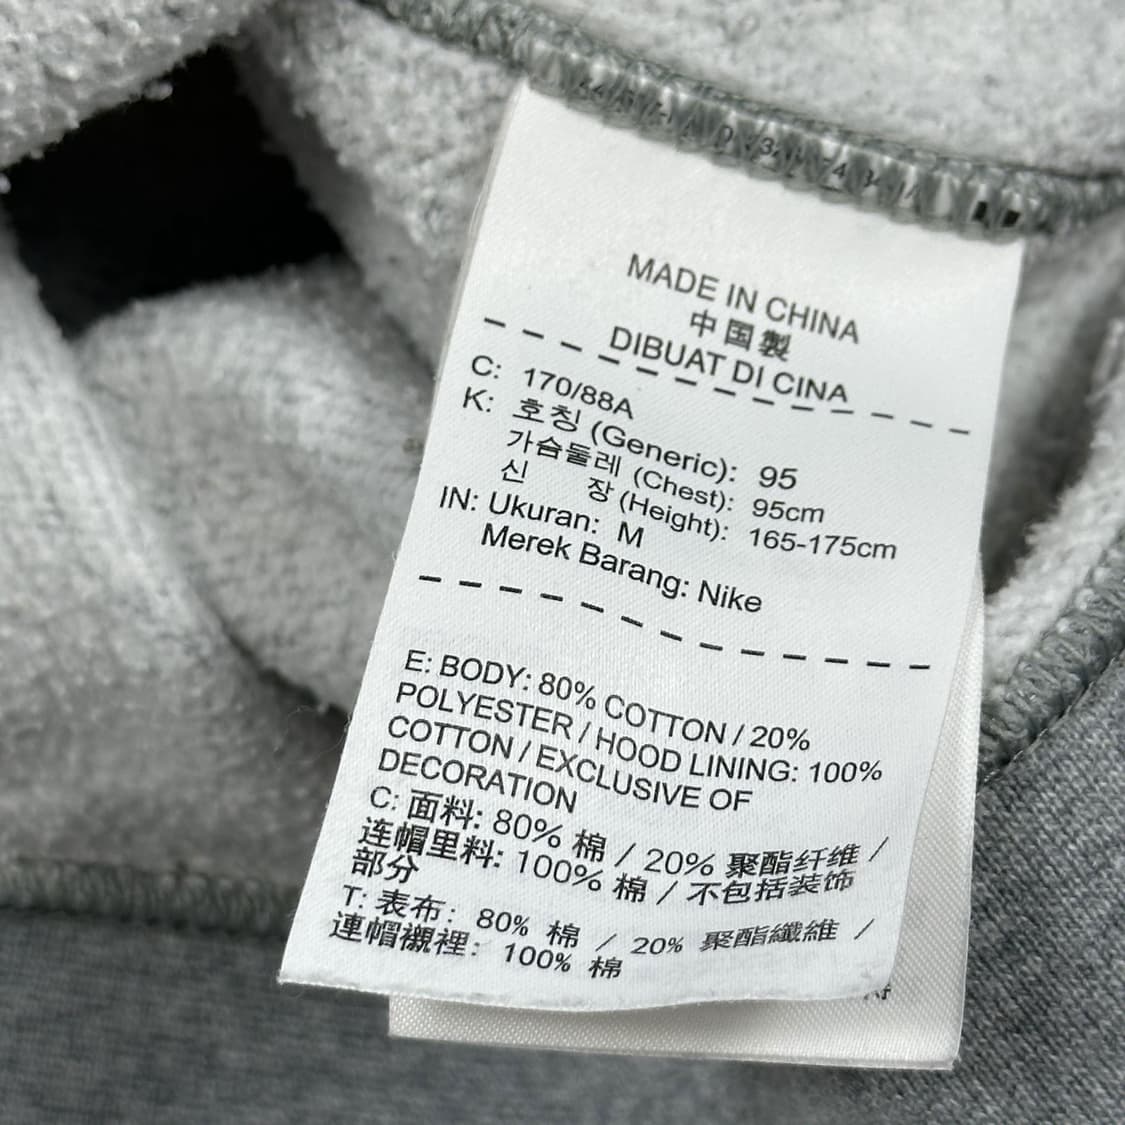 MADE IN CHINA
中国製
DIBUAT DI CINA
C: 170/88A
K: 호칭 (Generic): 95
가슴둘레 (Chest): 95cm
신 장 (Height): 165-175cm
IN: Ukuran: M
Merek Barang: Nike
E: BODY: 80% COTTON / 20%
POLYESTER / HOOD LINING: 100%
COTTON / EXCLUSIVE OF
DECORATION
C: 面料: 80% 棉 / 20% 聚酯纤维 /
连帽里料: 100% 棉 / 不包括装饰
部分
T: 表布: 80% 棉 / 20% 聚酯纖維 /
連帽襯裡: 100% 棉